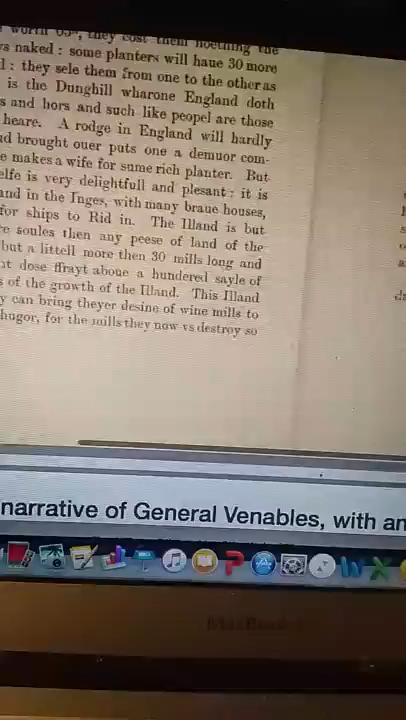 worth 05s, they cost them noething the
s naked : some planters will haue 30 more
: they sele them from one to the other as
is the Dunghill wharone England doth
s and hors and such like peopel are those
heare. A rodge in England will hardly
brought ouer puts one a demuor com-
e makes a wife for sume rich planter. But
elfe is very delightfull and plesant : it is
and in the Inges, with many braue houses,
for ships to Rid in. The Illand is but
e soules then any peese of land of the
but a littell more then 30 mills long and
dose ffrayt aboue a hundered sayle of
s of the growth of the Illand. This Illand
y can bring theyer desine of wine mills to
hugor, for the mills they now vs destroy so
narrative of General Venables, with an
MacBook